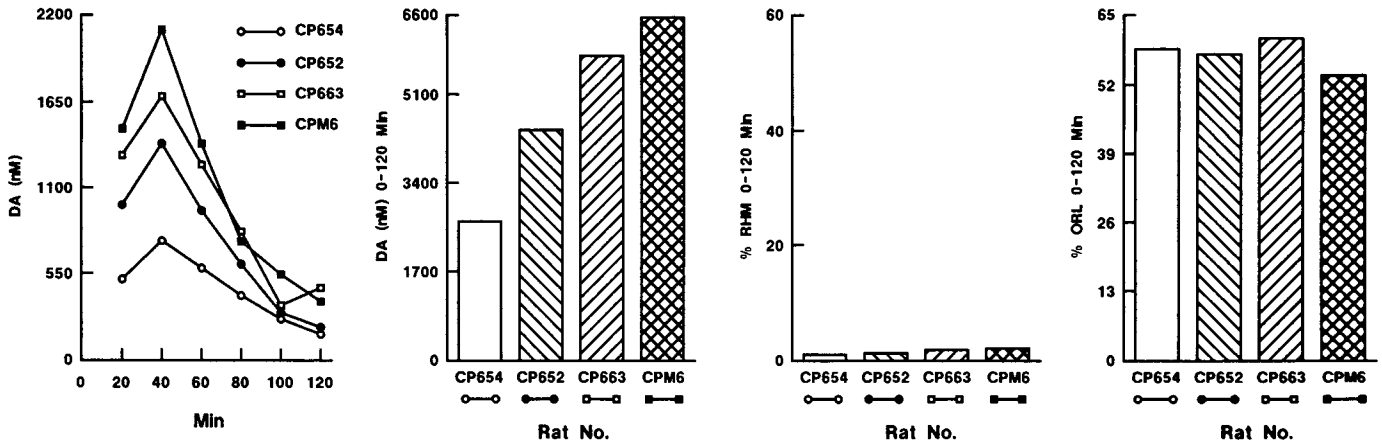 2200
1650
1100
550
0
DA (nM)
0 20 40 60 80 100 120
Min
CP654
CP652
CP663
CPM6
6600
5100
3400
1700
0
DA (nM) 0-120 Min
CP654 CP652 CP663 CPM6
Rat No.
60
40
20
0
% RHM 0-120 Min
CP654 CP652 CP663 CPM6
Rat No.
65
52
39
26
13
0
% ORL 0-120 Min
CP654 CP652 CP663 CPM6
Rat No.